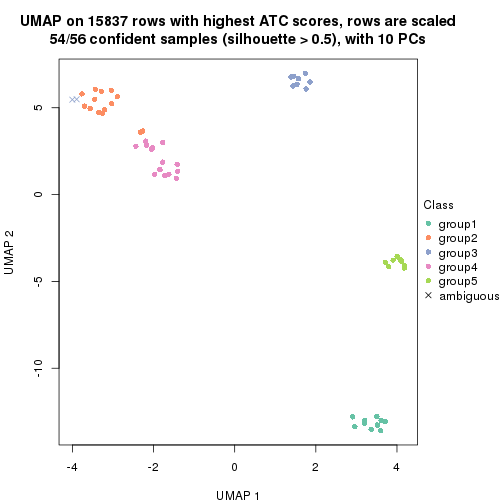 UMAP on 15837 rows with highest ATC scores, rows are scaled
54/56 confident samples (silhouette > 0.5), with 10 PCs
5
0
-5
-10
UMAP 2
-4
-2
0
2
4
UMAP 1
Class
group1
group2
group3
group4
group5
ambiguous